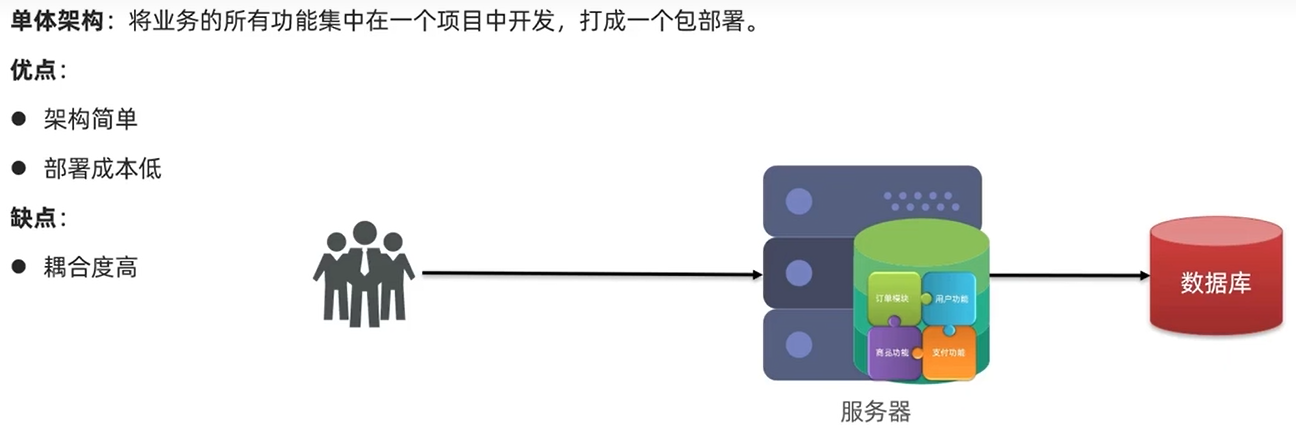 单体架构：将业务的所有功能集中在一个项目中开发，打成一个包部署。
优点：
● 架构简单
● 部署成本低
缺点：
● 耦合度高
订单模块
用户功能
商品功能
支付功能
服务器
数据库